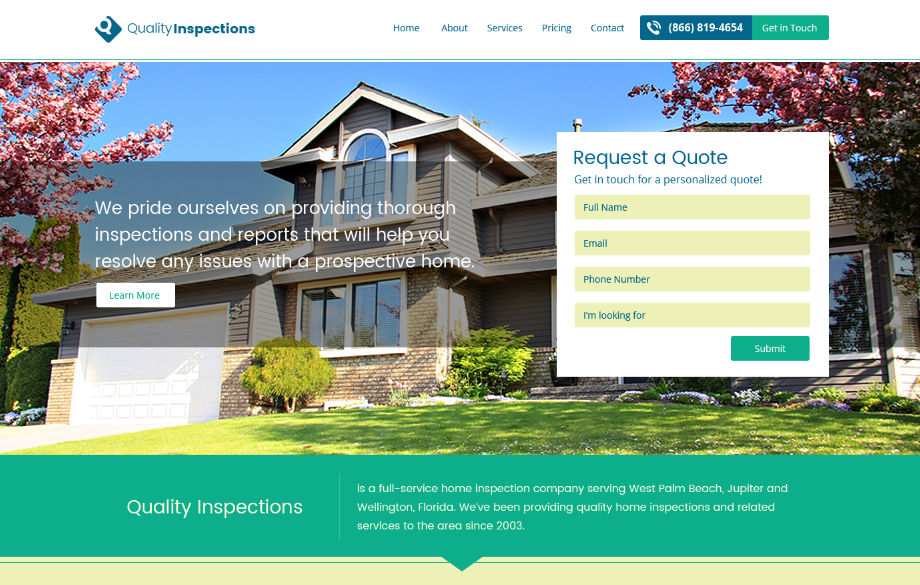 QualityInspections
Home About Services Pricing Contact (866) 819-4654 Get in Touch
We pride ourselves on providing thorough
inspections and reports that will help you
resolve any issues with a prospective home.
Learn More
Request a Quote
Get in touch for a personalized quote!
Full Name
Email
Phone Number
I'm looking for
Submit
Quality Inspections
is a full-service home inspection company serving West Palm Beach, Jupiter and
Wellington, Florida. We've been providing quality home inspections and related
services to the area since 2003.